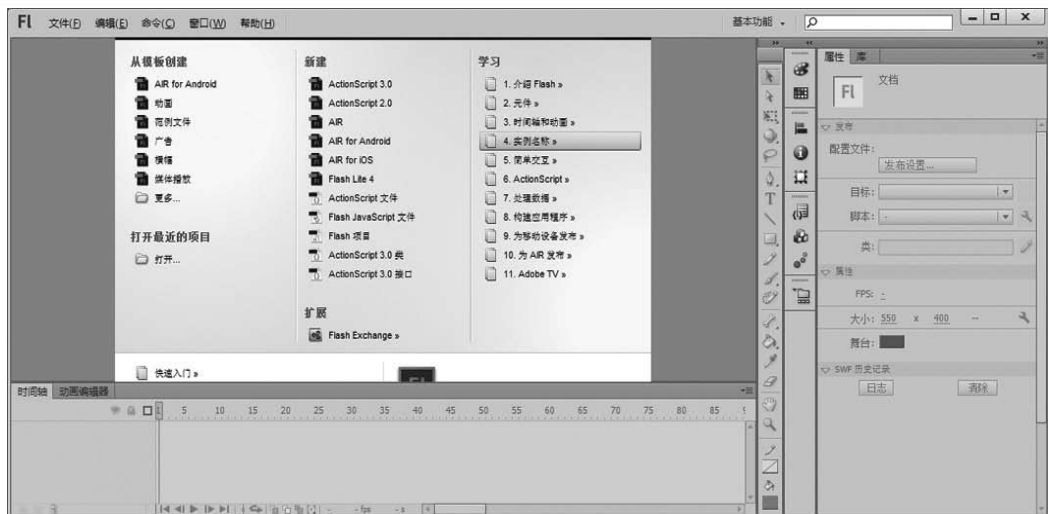 Fl 文件(F) 编辑(E) 命令(C) 窗口(W) 帮助(H) 基本功能
从模板创建
AIR for Android
动画
范例文件
广告
横幅
媒体播放
更多...
打开最近的项目
打开...
新建
ActionScript 3.0
ActionScript 2.0
AIR
AIR for Android
AIR for iOS
Flash Lite 4
ActionScript 文件
Flash JavaScript 文件
Flash 项目
ActionScript 3.0 类
ActionScript 3.0 接口
扩展
Flash Exchange »
学习
1. 介绍 Flash »
2. 元件 »
3. 时间轴和动画 »
4. 实例名称 »
5. 简单交互 »
6. ActionScript »
7. 处理数据 »
8. 构建应用程序 »
9. 为移动设备发布 »
10. 为 AIR 发布 »
11. Adobe TV »
快速入门 »
Fl
时间轴 动画编辑器
1 5 10 15 20 25 30 35 40 45 50 55 60 65 70 75 80 85
- - fps - s
属性 库
Fl 文档
发布
配置文件:
发布设置...
目标:
脚本: -
类:
属性
FPS: -
大小: 550 x 400 --
舞台:
SWF 历史记录
日志 清除